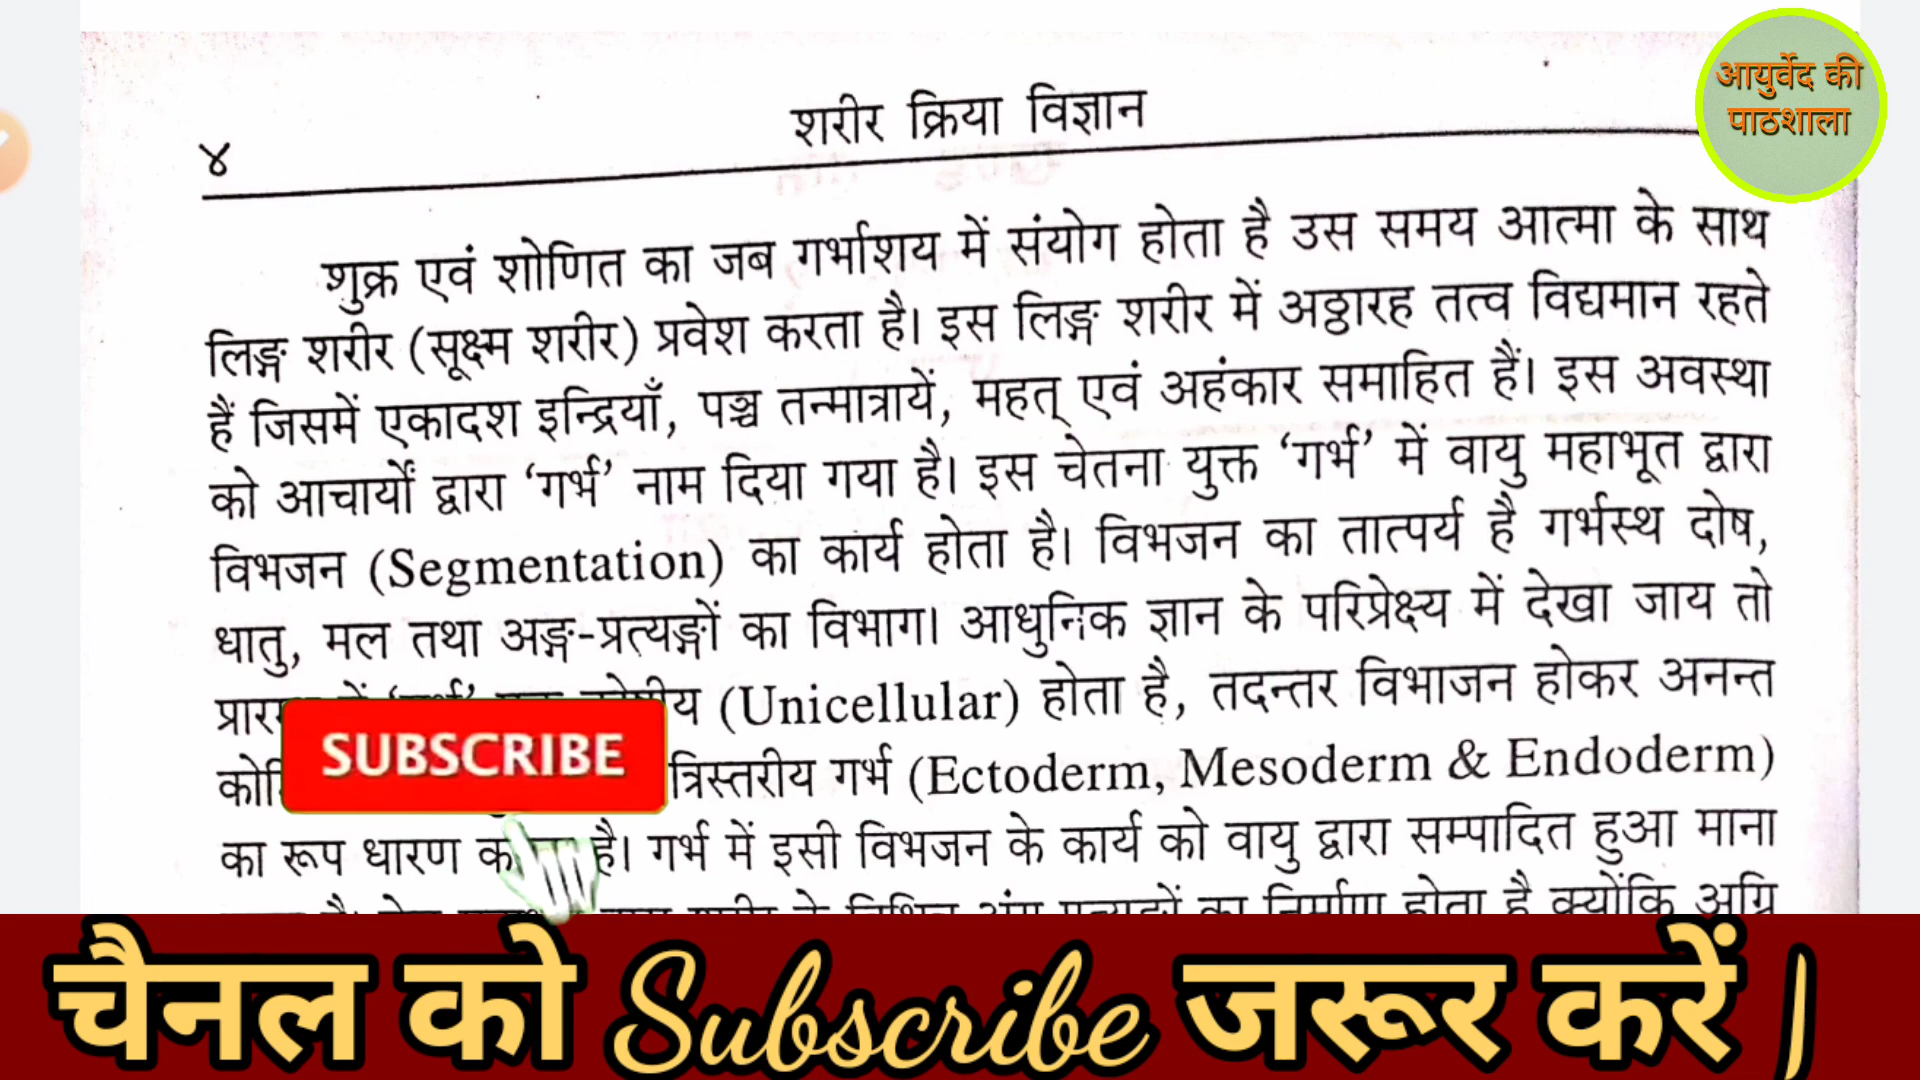 आयुर्वेद की
पाठशाला
शरीर क्रिया विज्ञान
४
शुक्र एवं शोणित का जब गर्भाशय में संयोग होता है उस समय आत्मा के साथ
लिङ्ग शरीर (सूक्ष्म शरीर) प्रवेश करता है। इस लिङ्ग शरीर में अठ्ठारह तत्व विद्यमान रहते
हैं जिसमें एकादश इन्द्रियाँ, पञ्च तन्मात्रायें, महत् एवं अहंकार समाहित हैं। इस अवस्था
को आचार्यों द्वारा ‘गर्भ’ नाम दिया गया है। इस चेतना युक्त ‘गर्भ’ में वायु महाभूत द्वारा
विभजन (Segmentation) का कार्य होता है। विभजन का तात्पर्य है गर्भस्थ दोष,
धातु, मल तथा अङ्ग-प्रत्यङ्गों का विभाग। आधुनिक ज्ञान के परिप्रेक्ष्य में देखा जाय तो
(Unicellular) होता है, तदन्तर विभाजन होकर अनन्त
त्रिस्तरीय गर्भ (Ectoderm, Mesoderm & Endoderm)
SUBSCRIBE
का रूप धारण है। गर्भ में इसी विभजन के कार्य को वायु द्वारा सम्पादित हुआ माना
का निर्माण होता है क्योंकि अग्नि
चैनल को Subscribe जरूर करें |